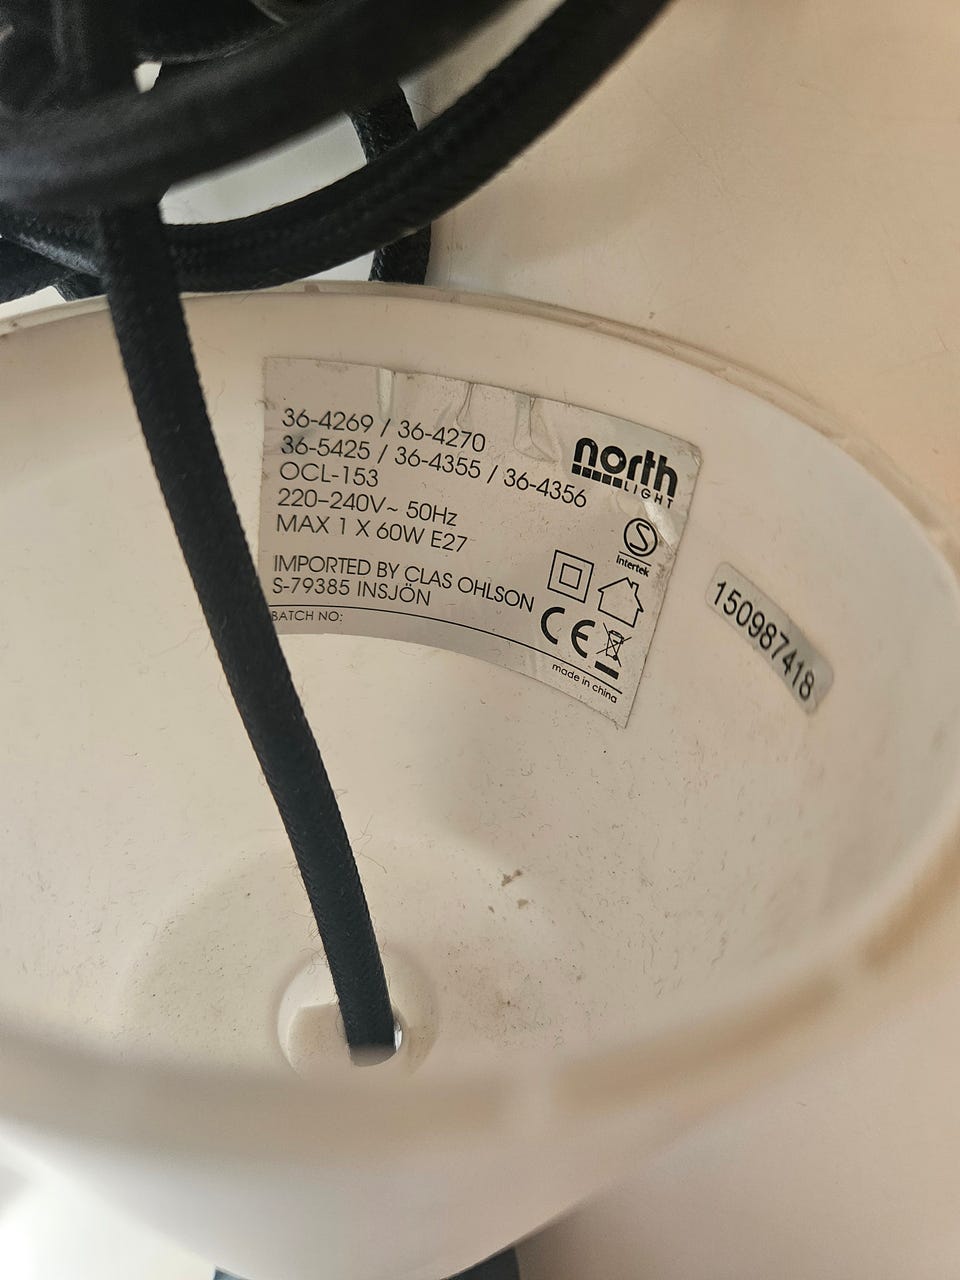 36-4269 / 36-4270
36-5425 / 36-4355 / 36-4356
OCL-153
220-240V~ 50Hz
MAX 1 X 60W E27
IMPORTED BY CLAS OHLSON
S-79385 INSJÖN
BATCH NO:
north
LIGHT
S
Intertek
CE
made in china
150987418